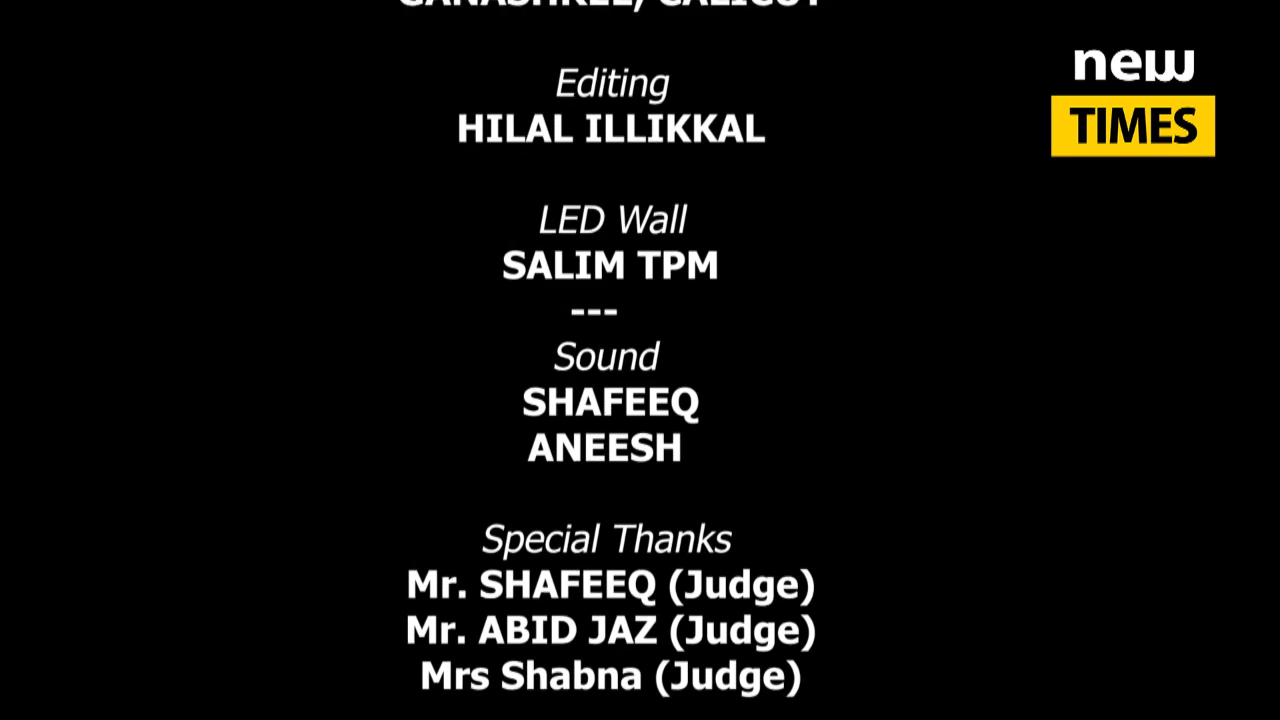 Editing
HILAL ILLIKKAL
LED Wall
SALIM TPM
---
Sound
SHAFEEQ
ANEESH
Special Thanks
Mr. SHAFEEQ (Judge)
Mr. ABID JAZ (Judge)
Mrs Shabna (Judge)
new
TIMES